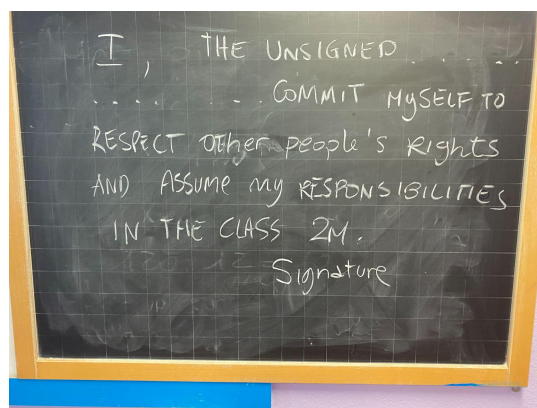 I, THE UNSIGNED . . . . . .
. . . . . . . COMMIT MYSELF TO
RESPECT other people's Rights
AND ASSUME my RESPONSIBILITIES
IN THE CLASS 2M.
Signature